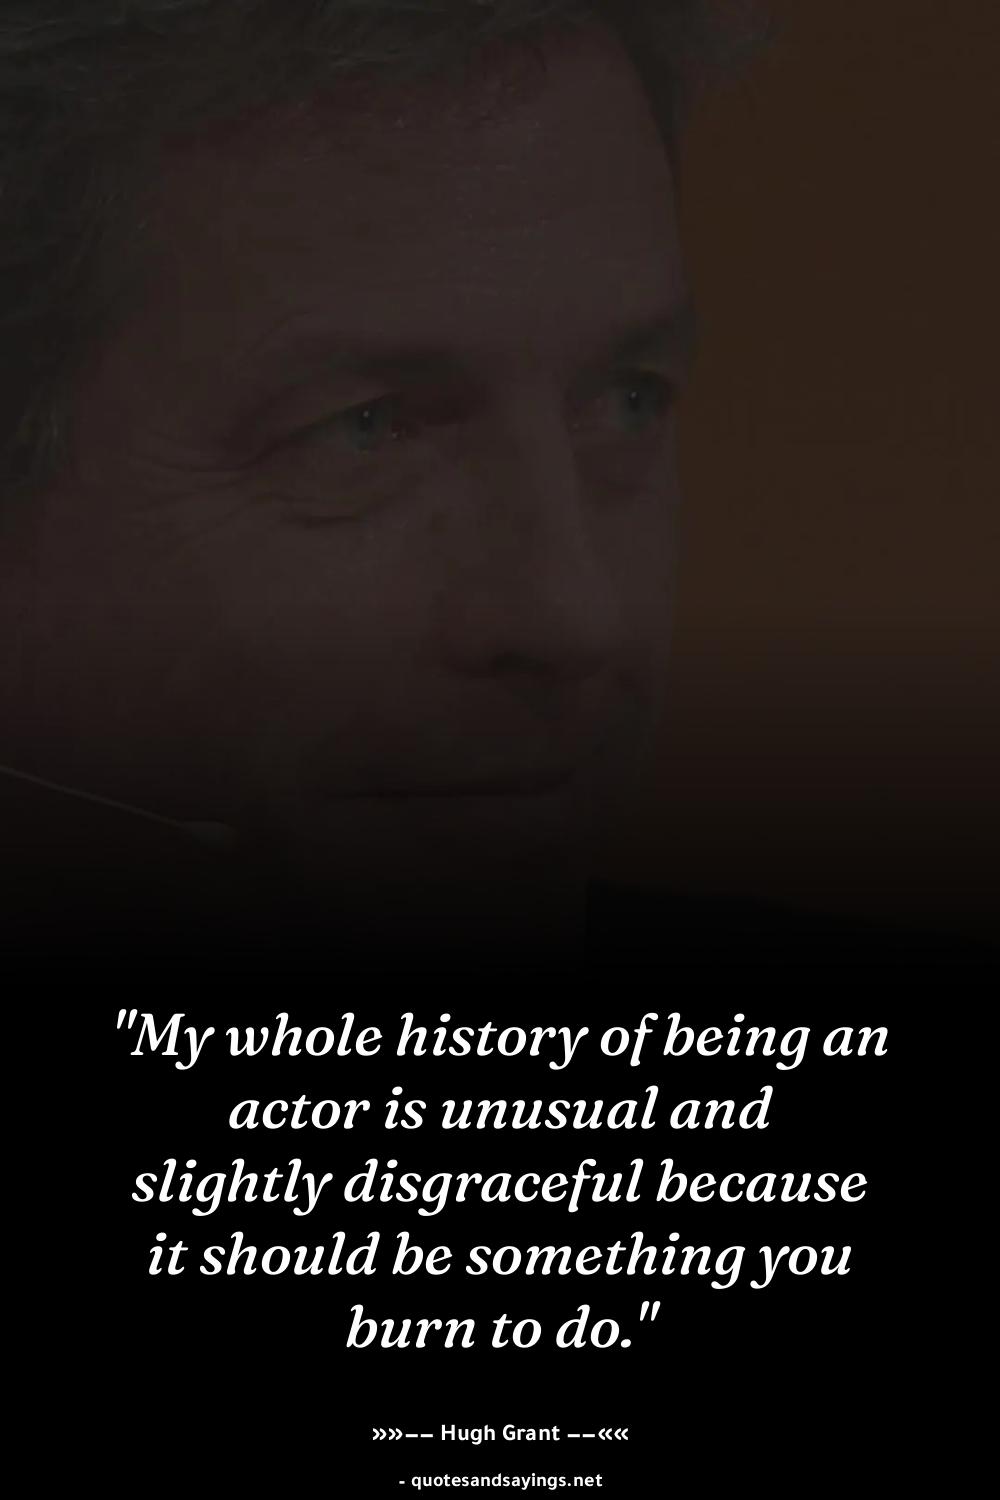 "My whole history of being an
actor is unusual and
slightly disgraceful because
it should be something you
burn to do."
»»–– Hugh Grant ––««
- quotesandsayings.net